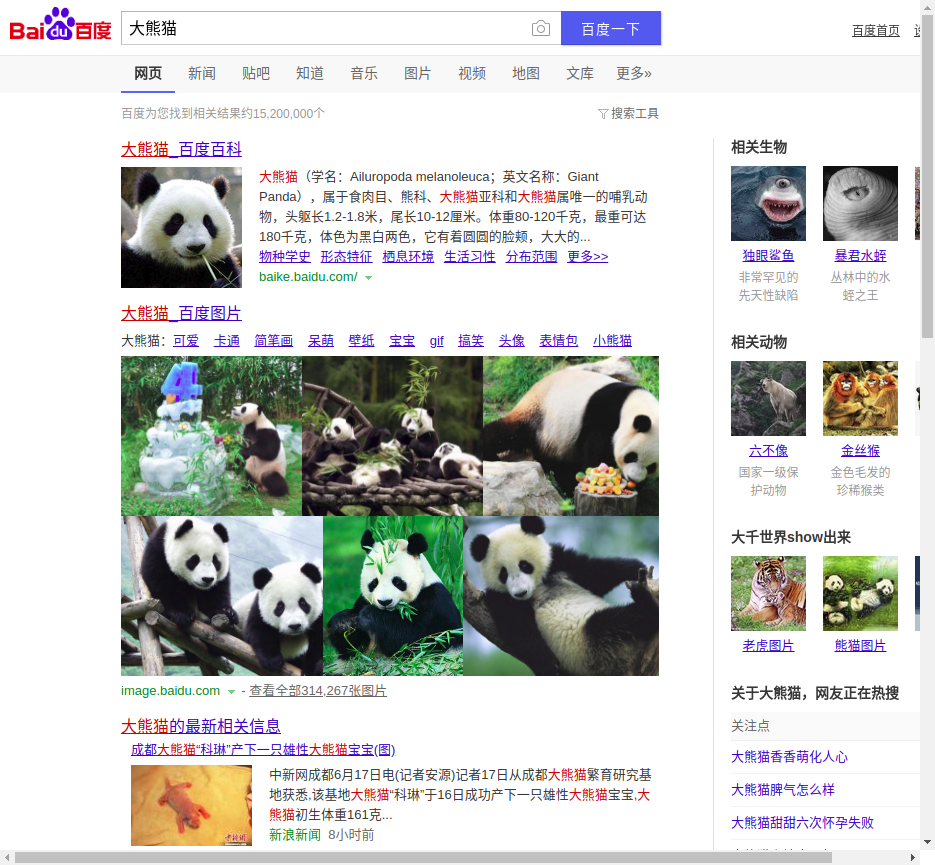 Bai du 百度
大熊猫
百度一下
百度首页
网页 新闻 贴吧 知道 音乐 图片 视频 地图 文库 更多»
百度为您找到相关结果约15,200,000个
搜索工具
大熊猫_百度百科
大熊猫（学名：Ailuropoda melanoleuca；英文名称：Giant
Panda），属于食肉目、熊科、大熊猫亚科和大熊猫属唯一的哺乳动
物，头躯长1.2-1.8米，尾长10-12厘米。体重80-120千克，最重可达
180千克，体色为黑白两色，它有着圆圆的脸颊，大大的...
物种学史 形态特征 栖息环境 生活习性 分布范围 更多>>
baike.baidu.com/
大熊猫_百度图片
大熊猫： 可爱 卡通 简笔画 呆萌 壁纸 宝宝 gif 搞笑 头像 表情包 小熊猫
4
image.baidu.com - 查看全部314,267张图片
大熊猫的最新相关信息
成都大熊猫“科琳”产下一只雄性大熊猫宝宝(图)
中新网成都6月17日电(记者安源)记者17日从成都大熊猫繁育研究基
地获悉,该基地大熊猫“科琳”于16日成功产下一只雄性大熊猫宝宝,大
熊猫初生体重161克...
新浪新闻 8小时前
相关生物
独眼鲨鱼 暴君水蛭
非常罕见的 丛林中的水
先天性缺陷 蛭之王
相关动物
六不像 金丝猴
国家一级保 金色毛发的
护动物 珍稀猴类
大千世界show出来
老虎图片 熊猫图片
关于大熊猫，网友正在热搜
关注点
大熊猫香香萌化人心
大熊猫脾气怎么样
大熊猫甜甜六次怀孕失败